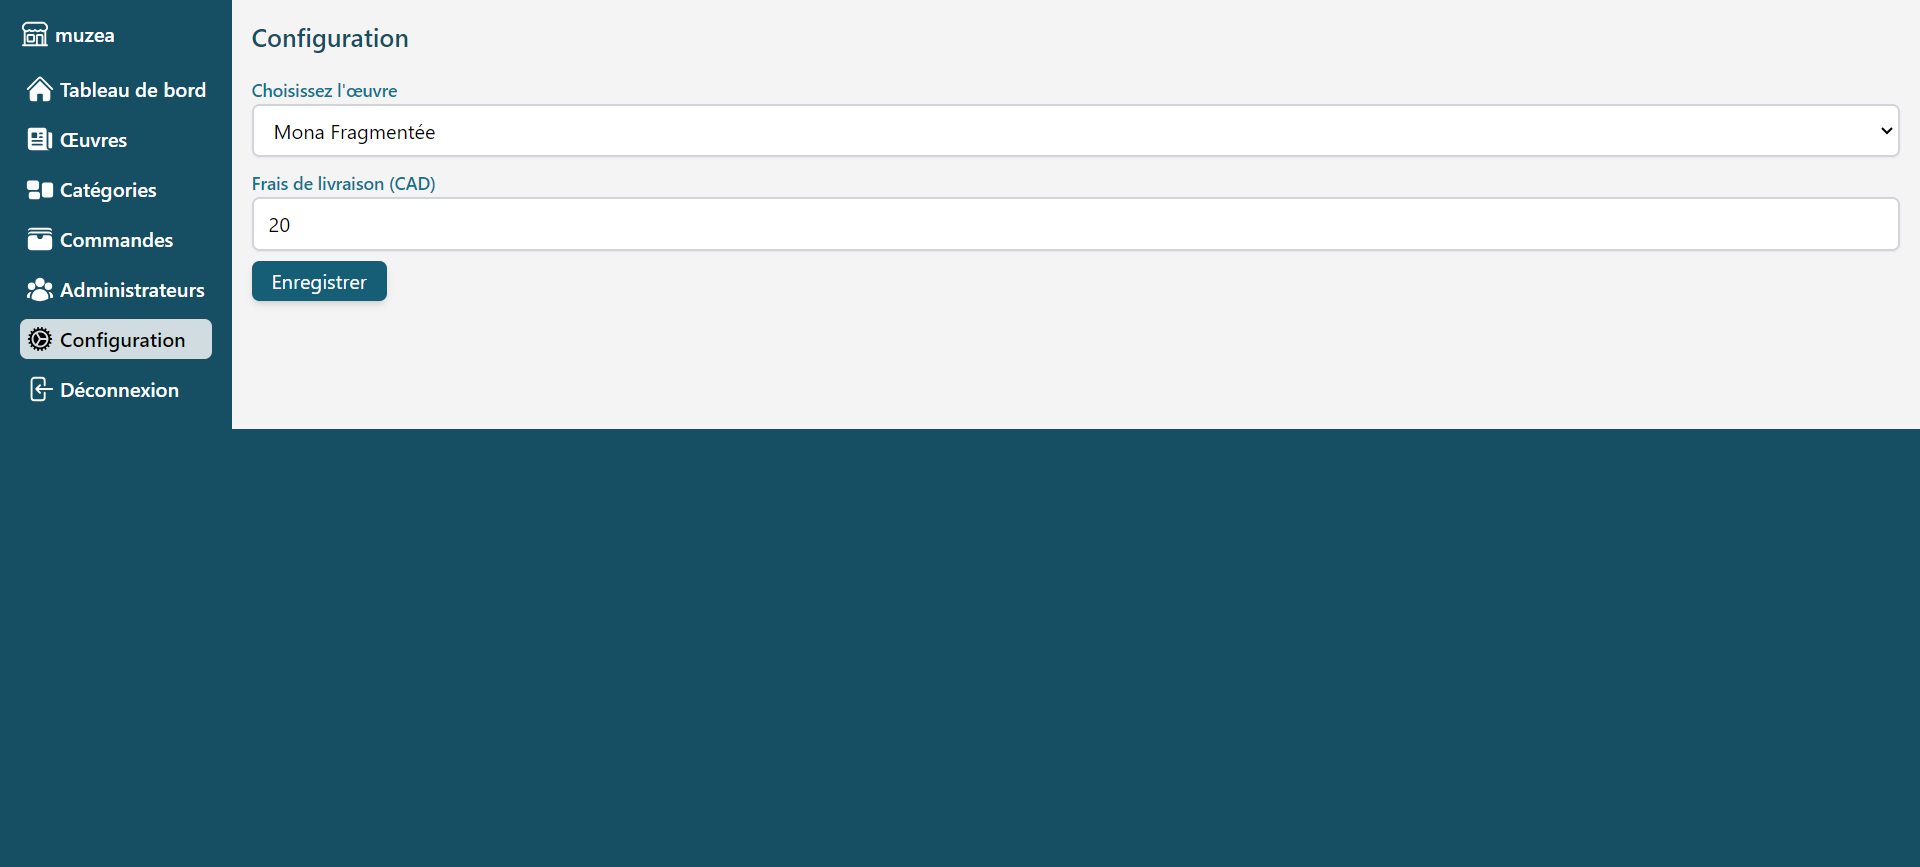 muzea
Tableau de bord
Œuvres
Catégories
Commandes
Administrateurs
Configuration
Déconnexion
Configuration
Choisissez l'œuvre
Mona Fragmentée
Frais de livraison (CAD)
20
Enregistrer